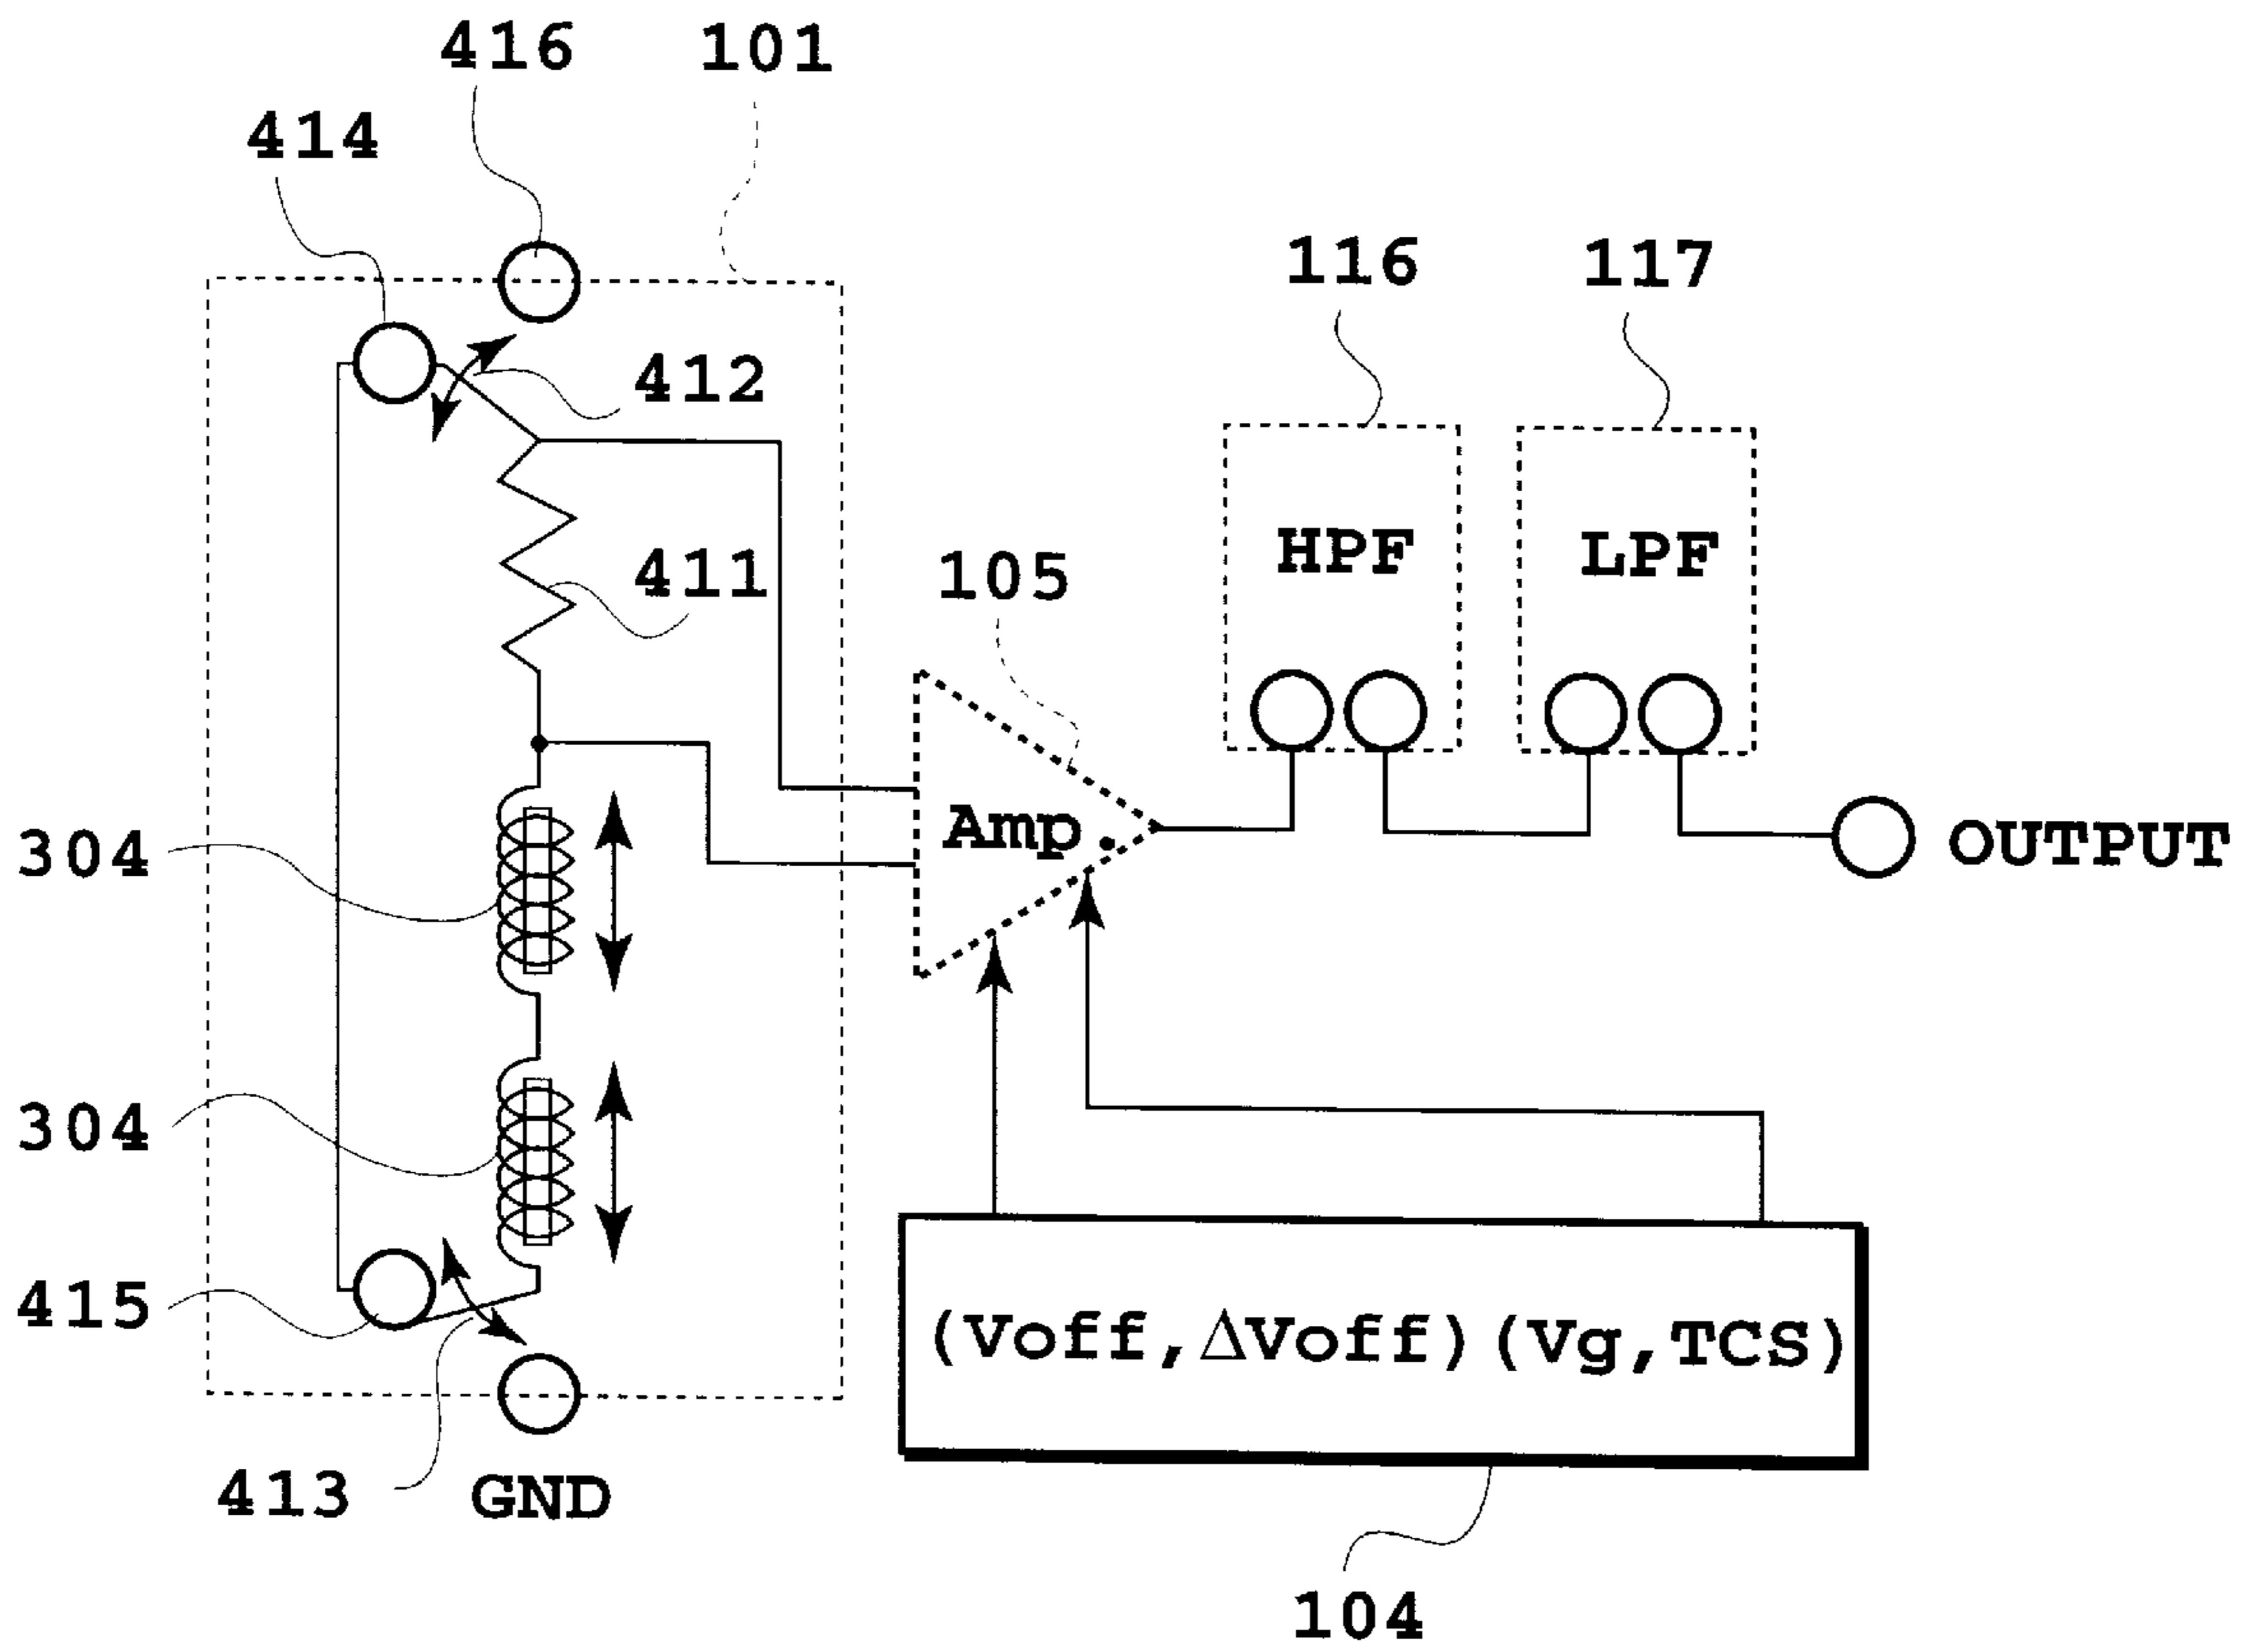 416
101
414
116
117
412
HPF
LPF
411
105
Amp.
304
OUTPUT
304
415
(Voff,ΔVoff)(Vg,TCS)
413
GND
104